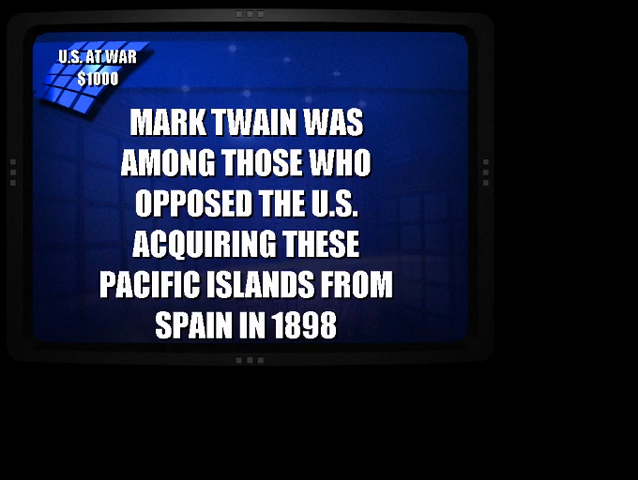 U.S. AT WAR
$1000
MARK TWAIN WAS
AMONG THOSE WHO
OPPOSED THE U.S.
ACQUIRING THESE
PACIFIC ISLANDS FROM
SPAIN IN 1898